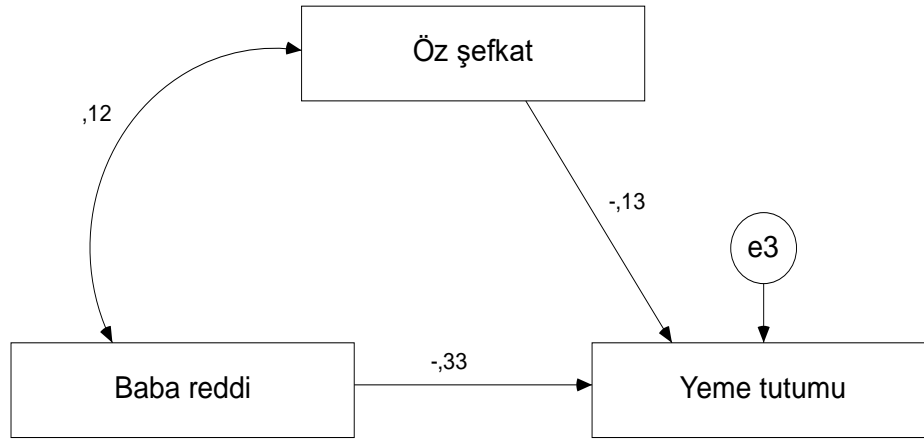 Öz şefkat
,12
-,13
e3
-,33
Baba reddi
Yeme tutumu